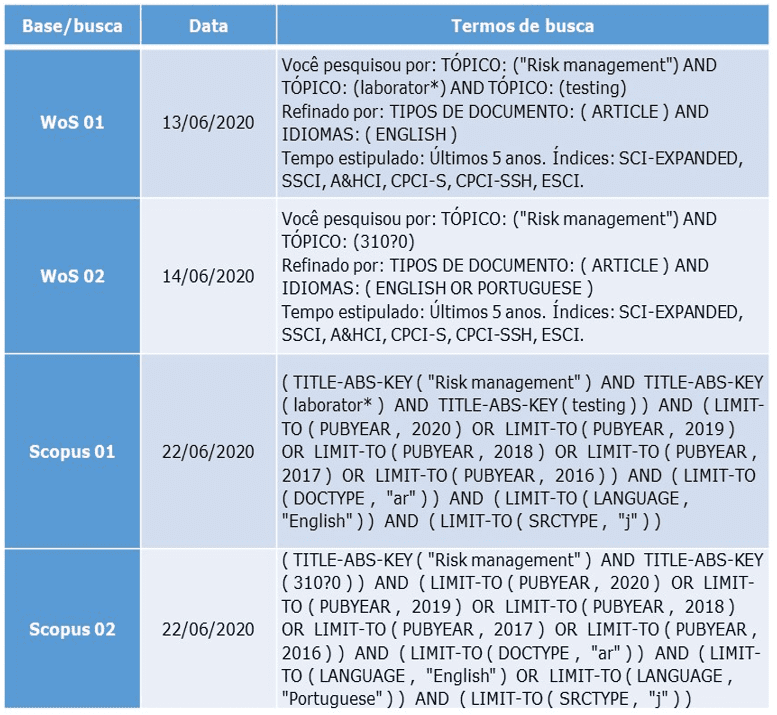 Base/busca
Data
Termos de busca
WoS 01
13/06/2020
Você pesquisou por: TÓPICO: ("Risk management") AND
TÓPICO: (laborator*) AND TÓPICO: (testing)
Refinado por: TIPOS DE DOCUMENTO: ( ARTICLE ) AND
IDIOMAS: ( ENGLISH )
Tempo estipulado: Últimos 5 anos. Índices: SCI-EXPANDED,
SSCI, A&HCI, CPCI-S, CPCI-SSH, ESCI.
WoS 02
14/06/2020
Você pesquisou por: TÓPICO: ("Risk management") AND
TÓPICO: (310?0)
Refinado por: TIPOS DE DOCUMENTO: ( ARTICLE ) AND
IDIOMAS: ( ENGLISH OR PORTUGUESE )
Tempo estipulado: Últimos 5 anos. Índices: SCI-EXPANDED,
SSCI, A&HCI, CPCI-S, CPCI-SSH, ESCI.
Scopus 01
22/06/2020
( TITLE-ABS-KEY ( "Risk management" ) AND TITLE-ABS-KEY
( laborator* ) AND TITLE-ABS-KEY ( testing ) ) AND ( LIMIT-
TO ( PUBYEAR , 2020 ) OR LIMIT-TO ( PUBYEAR , 2019 )
OR LIMIT-TO ( PUBYEAR , 2018 ) OR LIMIT-TO ( PUBYEAR ,
2017 ) OR LIMIT-TO ( PUBYEAR , 2016 ) ) AND ( LIMIT-TO
( DOCTYPE , "ar" ) ) AND ( LIMIT-TO ( LANGUAGE ,
"English" ) ) AND ( LIMIT-TO ( SRCTYPE , "j" ) )
Scopus 02
22/06/2020
( TITLE-ABS-KEY ( "Risk management" ) AND TITLE-ABS-KEY
( 310?0 ) ) AND ( LIMIT-TO ( PUBYEAR , 2020 ) OR LIMIT-
TO ( PUBYEAR , 2019 ) OR LIMIT-TO ( PUBYEAR , 2018 )
OR LIMIT-TO ( PUBYEAR , 2017 ) OR LIMIT-TO ( PUBYEAR ,
2016 ) ) AND ( LIMIT-TO ( DOCTYPE , "ar" ) ) AND ( LIMIT-
TO ( LANGUAGE , "English" ) OR LIMIT-TO ( LANGUAGE ,
"Portuguese" ) ) AND ( LIMIT-TO ( SRCTYPE , "j" ) )